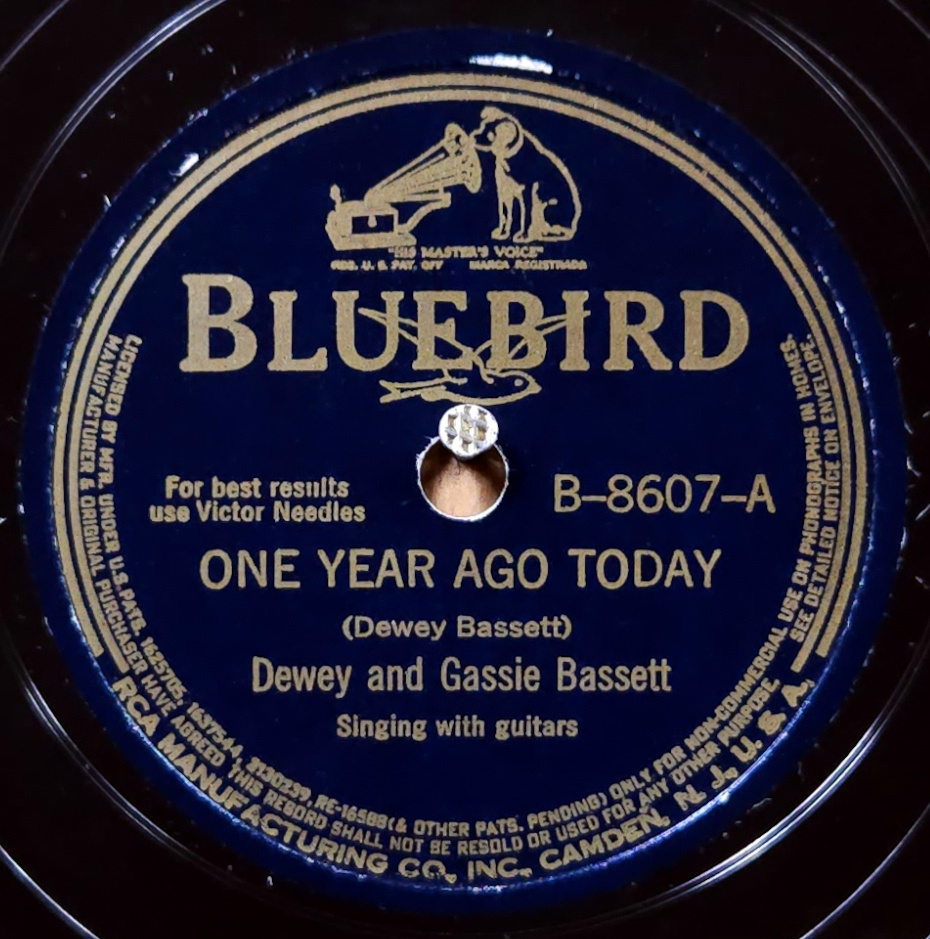 "HIS MASTER'S VOICE"
REG. U. S. PAT. OFF MARCA REGISTRADA
BLUEBIRD
For best results
use Victor Needles
B–8607–A
ONE YEAR AGO TODAY
(Dewey Bassett)
Dewey and Gassie Bassett
Singing with guitars
LICENSED BY MFR. UNDER U.S. PATS. 1625705, 1637544, 2130239, RE-16588 (& OTHER PATS. PENDING) ONLY FOR NON-COMMERCIAL USE ON PHONOGRAPHS IN HOMES.
MANUFACTURER & ORIGINAL PURCHASER HAVE AGREED THIS RECORD SHALL NOT BE RESOLD OR USED FOR ANY OTHER PURPOSE. SEE DETAILED NOTICE ON ENVELOPE.
RCA MANUFACTURING CO., INC., CAMDEN, N. J., U. S. A.